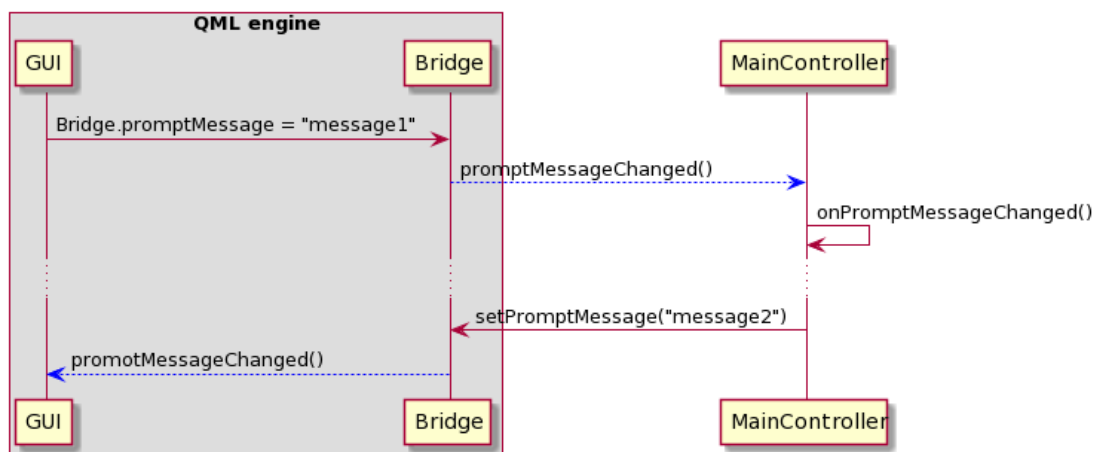 QML engine
GUI Bridge MainController
Bridge.promptMessage = "message1"
promptMessageChanged()
onPromptMessageChanged()
setPromptMessage("message2")
promotMessageChanged()
GUI Bridge MainController